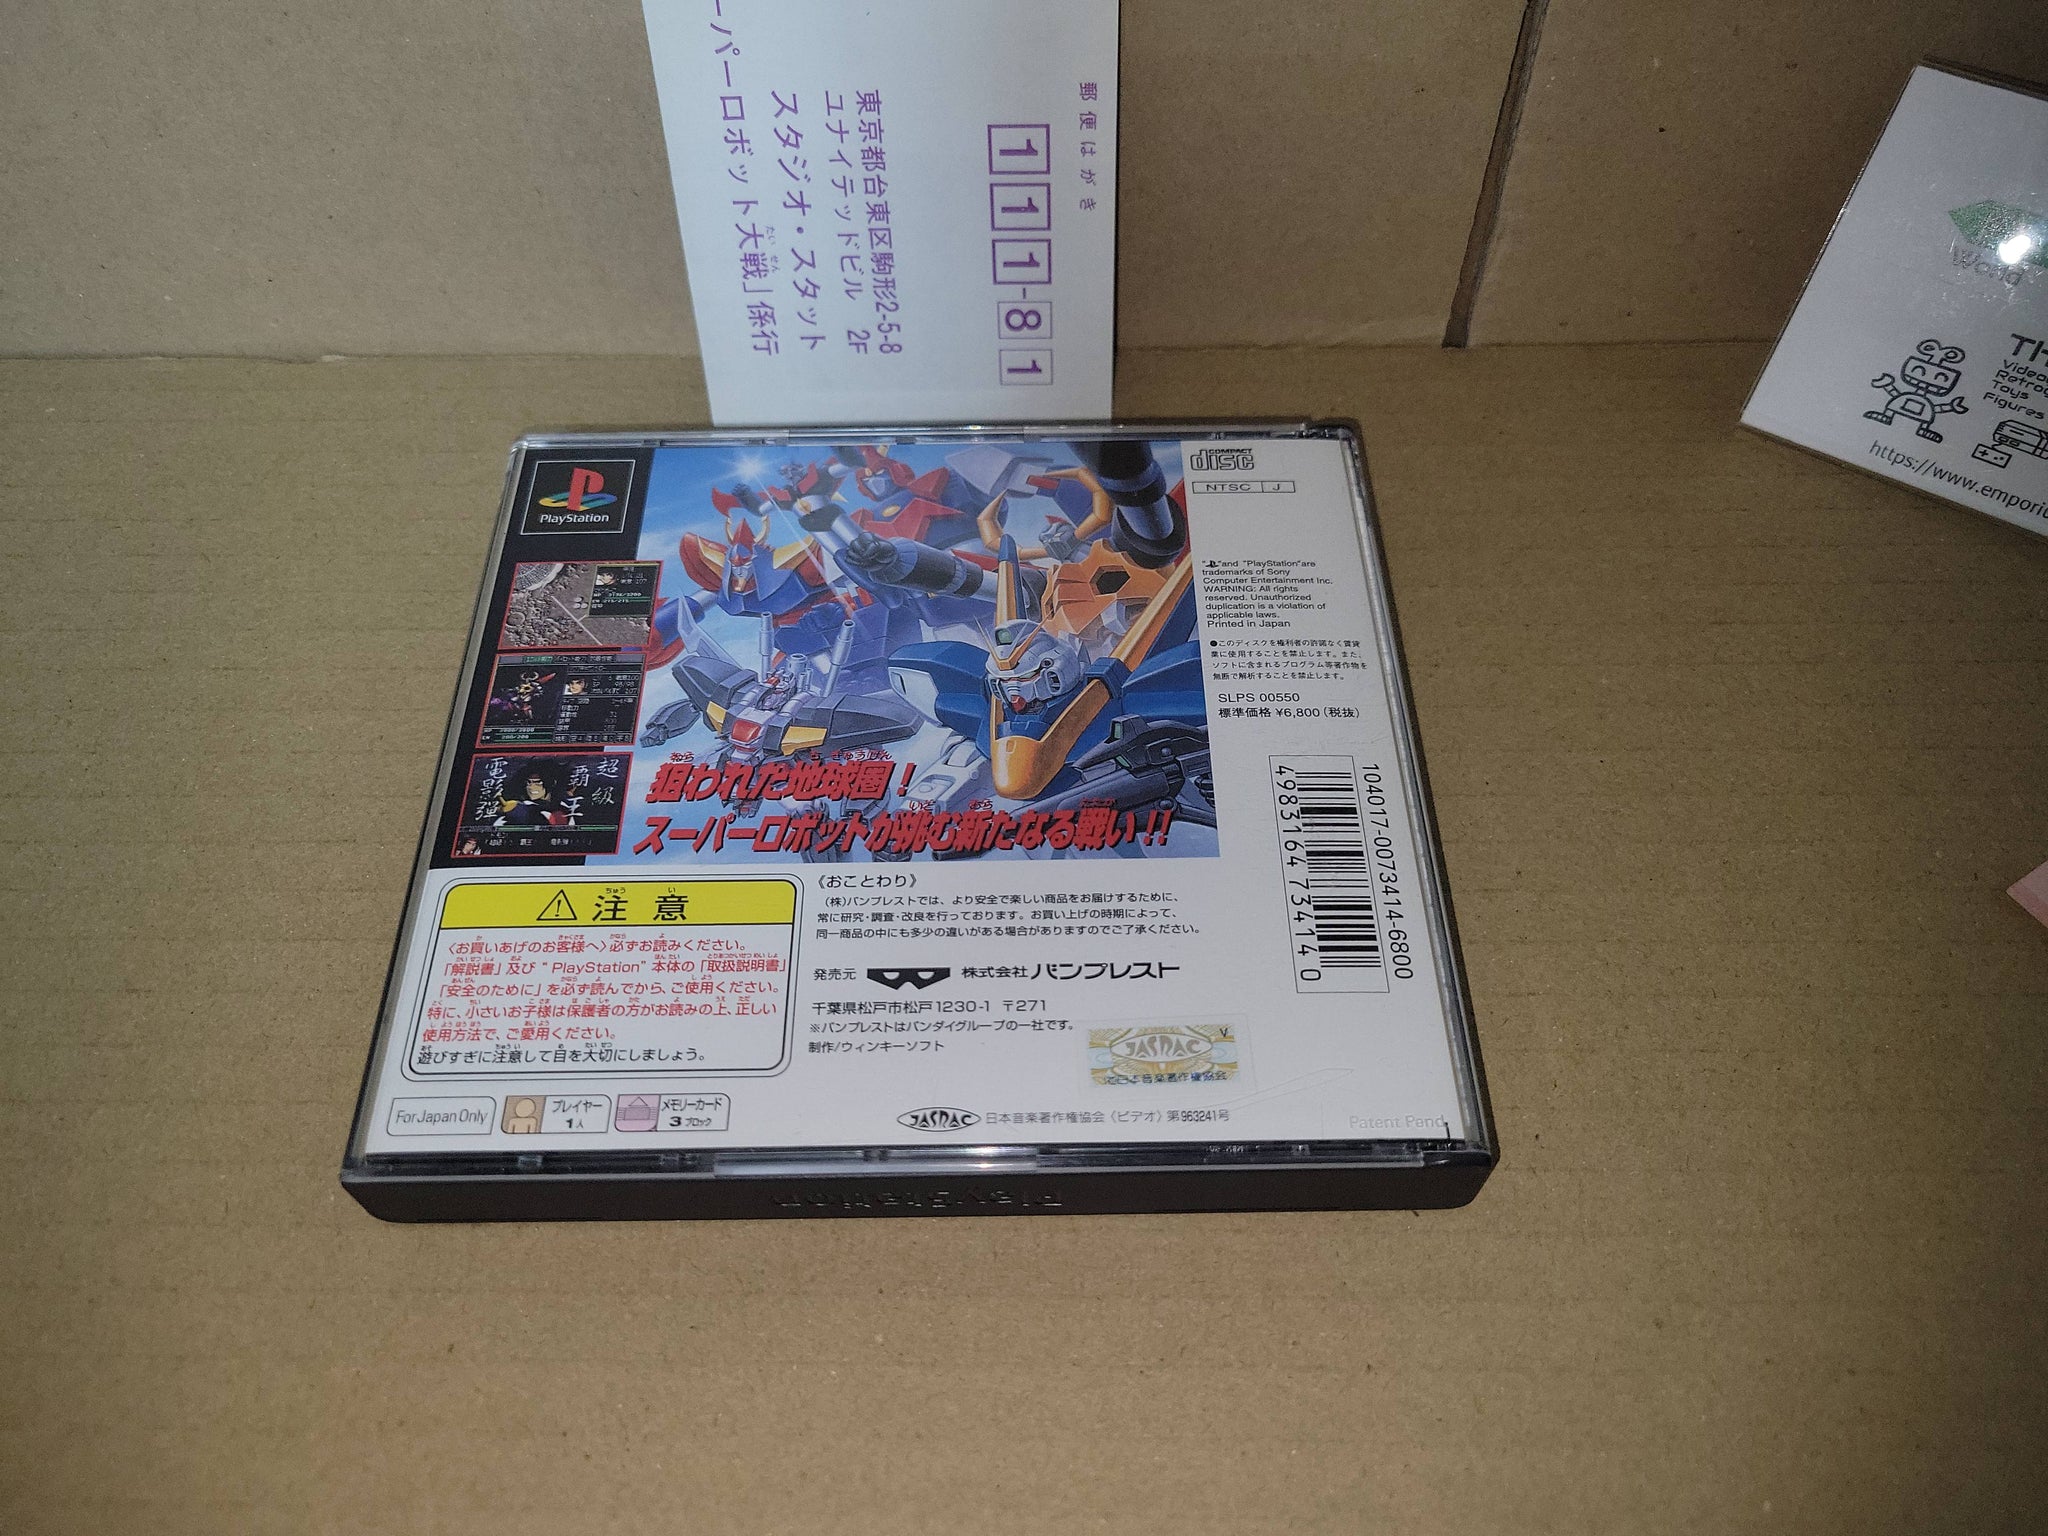 郵便はがき
111-81
東京都台東区駒形2-5-8
ユナイテッドビル 2F
スタジオ・スタット
ーパーロボット大戦」係行
World
Toys
Figures
https://www.emporiu
PlayStation
COMPACT
disc
NTSC J
"and "PlayStation"are
trademarks of Sony
Computer Entertainment Inc.
WARNING: All rights
reserved. Unauthorized
duplication is a violation of
applicable laws.
Printed in Japan
●このディスクを権利者の許諾なく賃貸
業に使用することを禁止します。また、
ソフトに含まれるプログラム等著作物を
無断で解析することを禁止します。
SLPS 00550
標準価格 ¥6,800(税抜)
104017-0073414-6800
4983164734140
超級
覇王
電影弾
狙われた地球圏!
スーパーロボットが挑む新たなる戦い!!
注意
〈お買いあげのお客様へ〉必ずお読みください。
「解説書」及び“PlayStation”本体の「取扱説明書」
「安全のために」を必ず読んでから、ご使用ください。
特に、小さいお子様は保護者の方がお読みの上、正しい
使用方法で、ご愛用ください。
遊びすぎに注意して目を大切にしましょう。
《おことわり》
(株)バンプレストでは、より安全で楽しい商品をお届けするために、
常に研究・調査・改良を行っております。お買い上げの時期によって、
同一商品の中にも多少の違いがある場合がありますのでご了承ください。
発売元 株式会社バンプレスト
千葉県松戸市松戸1230-1 〒271
※バンプレストはバンダイグループの一社です。
制作/ウィンキーソフト
JASRAC
For Japan Only
プレイヤー
1人
メモリーカード
3ブロック
JASRAC 日本音楽著作権協会〈ビデオ〉第963241号
Patent Pend.
PlayStation